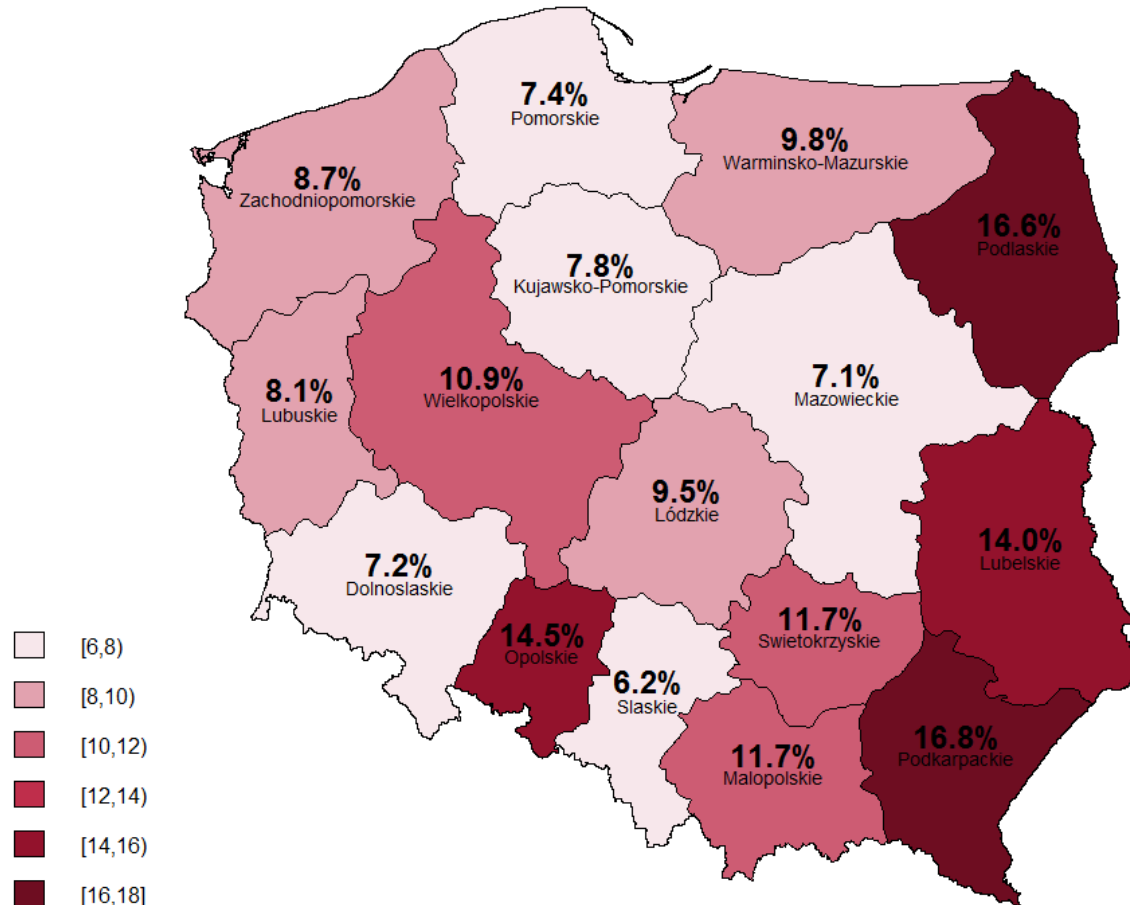 7.4%
Pomorskie
9.8%
Warminsko-Mazurskie
8.7%
Zachodniopomorskie
16.6%
Podlaskie
7.8%
Kujawsko-Pomorskie
10.9%
Wielkopolskie
7.1%
Mazowieckie
8.1%
Lubuskie
9.5%
Lódzkie
14.0%
Lubelskie
7.2%
Dolnoslaskie
11.7%
Swietokrzyskie
14.5%
Opolskie
6.2%
Slaskie
16.8%
Podkarpackie
11.7%
Malopolskie
[6,8)
[8,10)
[10,12)
[12,14)
[14,16)
[16,18]